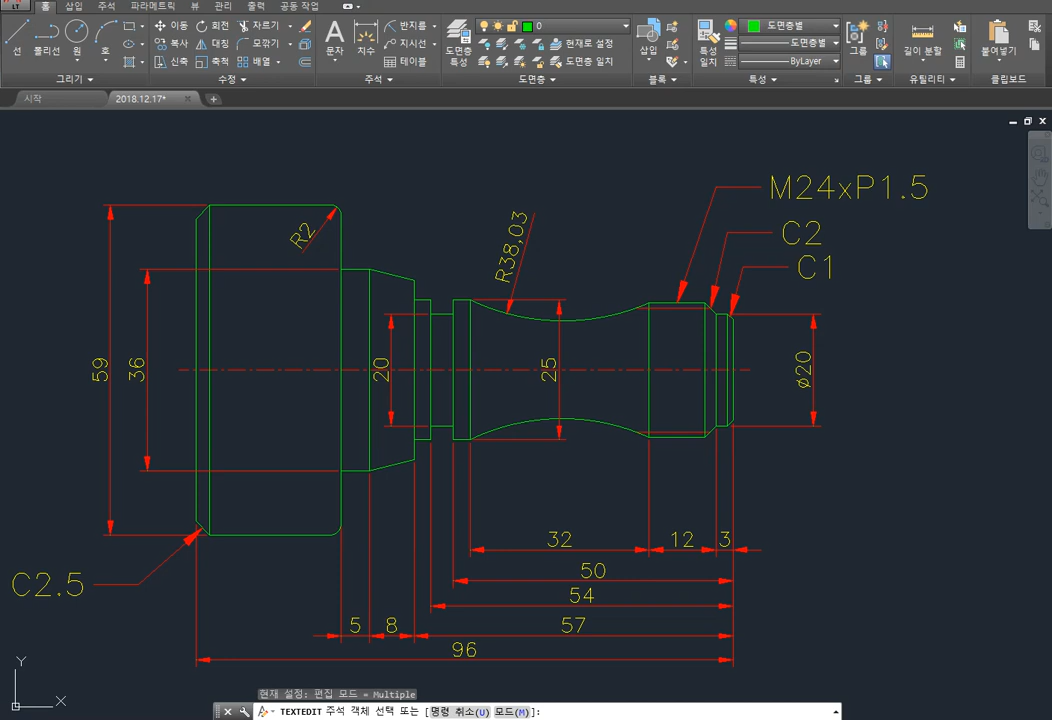 LT
홈 삽입 주석 파라메트릭 뷰 관리 출력 공동 작업
선 폴리선 원 호
이동 회전 자르기
복사 대칭 모깎기
신축 축척 배열
문자 치수
반지름
지시선
테이블
도면층 특성
0
현재로 설정
도면층 일치
삽입
특성 일치
도면층별
도면층별
ByLayer
그룹
길이 분할
붙여넣기
그리기 수정 주석 도면층 블록 특성 그룹 유틸리티 클립보드
시작 2018.12.17*
M24xP1.5
C2
C1
R2
R38,03
59
36
20
25
ø20
C2.5
32 12 3
50
54
5 8 57
96
Y
X
현재 설정: 편집 모드 = Multiple
TEXTEDIT 주석 객체 선택 또는 [명령 취소(U) 모드(M)]: